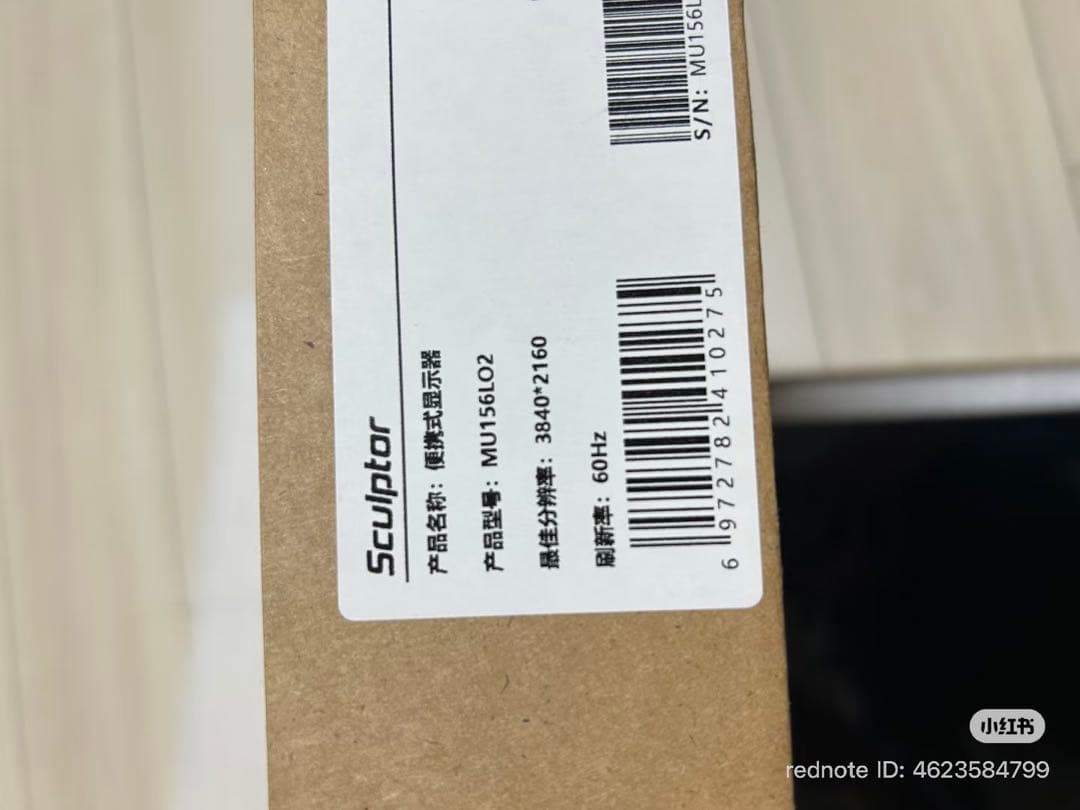 Sculptor
产品名称：便携式显示器
产品型号：MU156LO2
最佳分辨率：3840*2160
刷新率：60Hz
6 972782 410275
S/N: MU156L
小红书
rednote ID: 4623584799